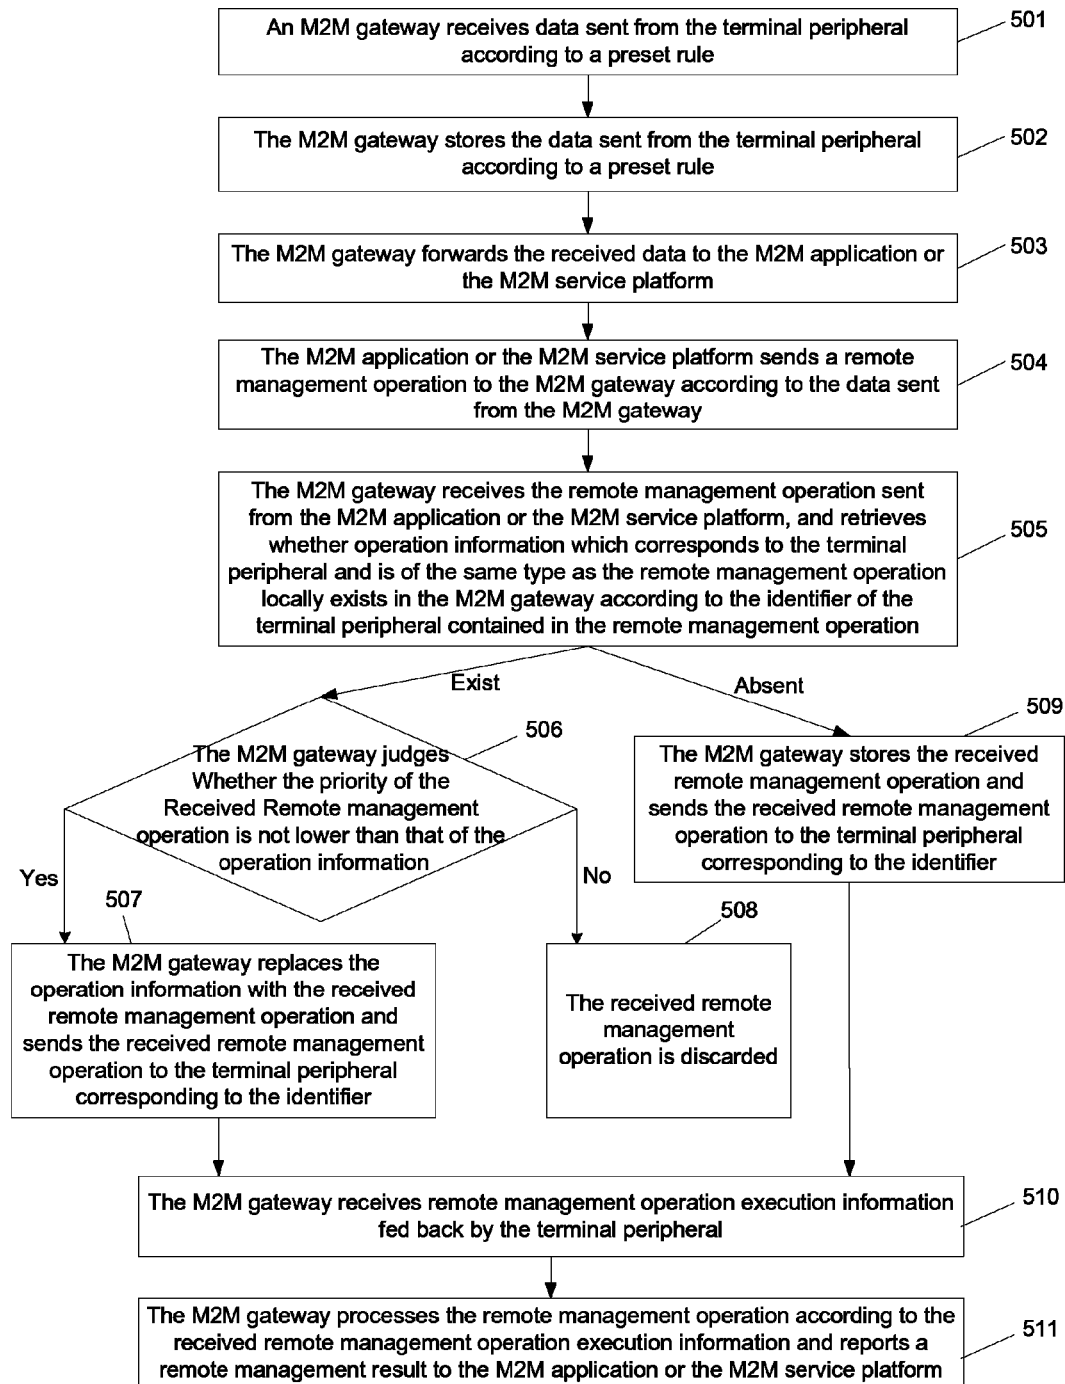 An M2M gateway receives data sent from the terminal peripheral
according to a preset rule
501
The M2M gateway stores the data sent from the terminal peripheral
according to a preset rule
502
The M2M gateway forwards the received data to the M2M application or
the M2M service platform
503
The M2M application or the M2M service platform sends a remote
management operation to the M2M gateway according to the data sent
from the M2M gateway
504
The M2M gateway receives the remote management operation sent
from the M2M application or the M2M service platform, and retrieves
whether operation information which corresponds to the terminal
peripheral and is of the same type as the remote management operation
locally exists in the M2M gateway according to the identifier of the
terminal peripheral contained in the remote management operation
505
Exist
Absent
506
The M2M gateway judges
Whether the priority of the
Received Remote management
operation is not lower than that of the
operation information
Yes
No
509
The M2M gateway stores the received
remote management operation and
sends the received remote management
operation to the terminal peripheral
corresponding to the identifier
507
The M2M gateway replaces the
operation information with the received
remote management operation and
sends the received remote management
operation to the terminal peripheral
corresponding to the identifier
508
The received remote
management
operation is discarded
The M2M gateway receives remote management operation execution information
fed back by the terminal peripheral
510
The M2M gateway processes the remote management operation according to the
received remote management operation execution information and reports a
remote management result to the M2M application or the M2M service platform
511